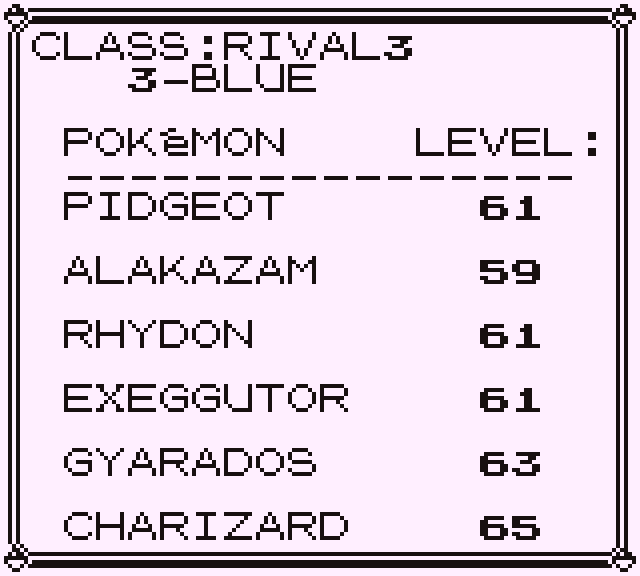 CLASS:RIVAL3
3-BLUE
POKéMON LEVEL:
-----------------
PIDGEOT 61
ALAKAZAM 59
RHYDON 61
EXEGGUTOR 61
GYARADOS 63
CHARIZARD 65